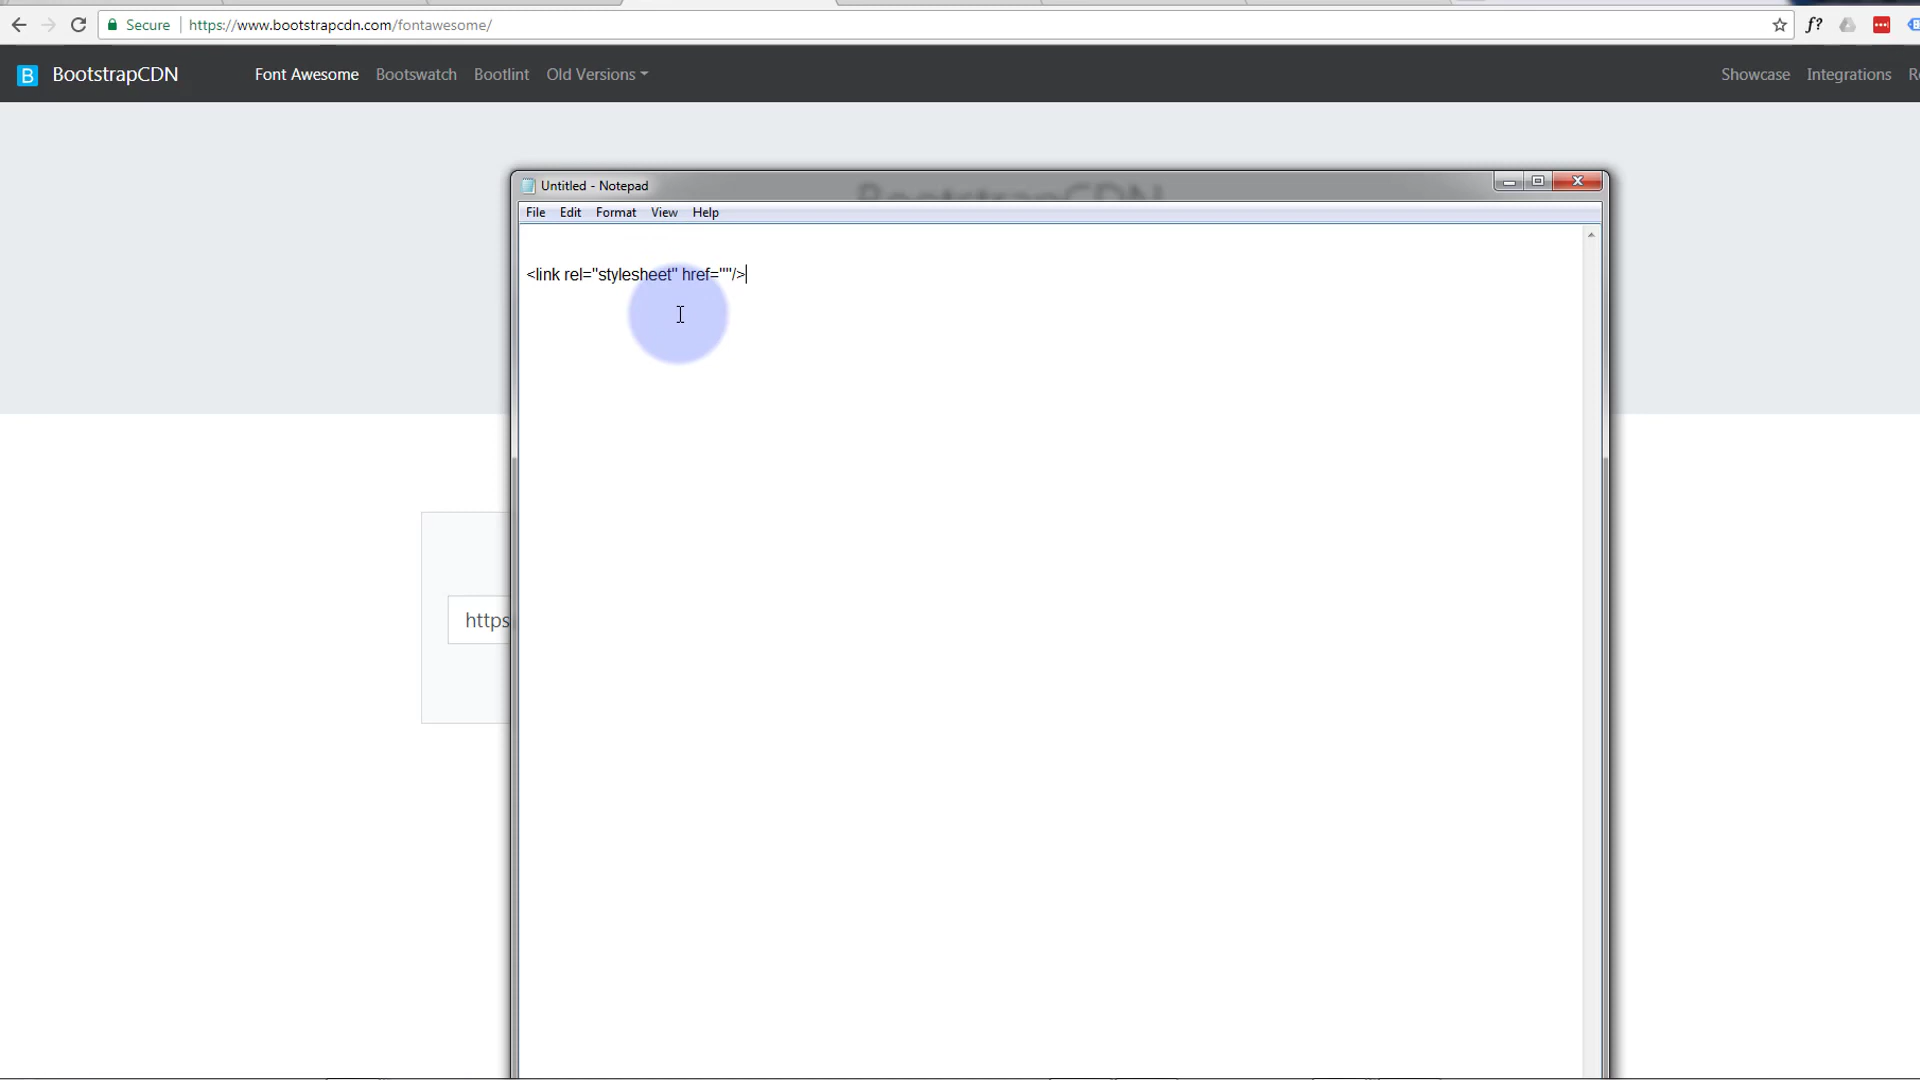 Secure https://www.bootstrapcdn.com/fontawesome/ f?
B BootstrapCDN Font Awesome Bootswatch Bootlint Old Versions Showcase Integrations R
Untitled - Notepad
BootstrapCDN
File Edit Format View Help
<link rel="stylesheet" href=""/>
https